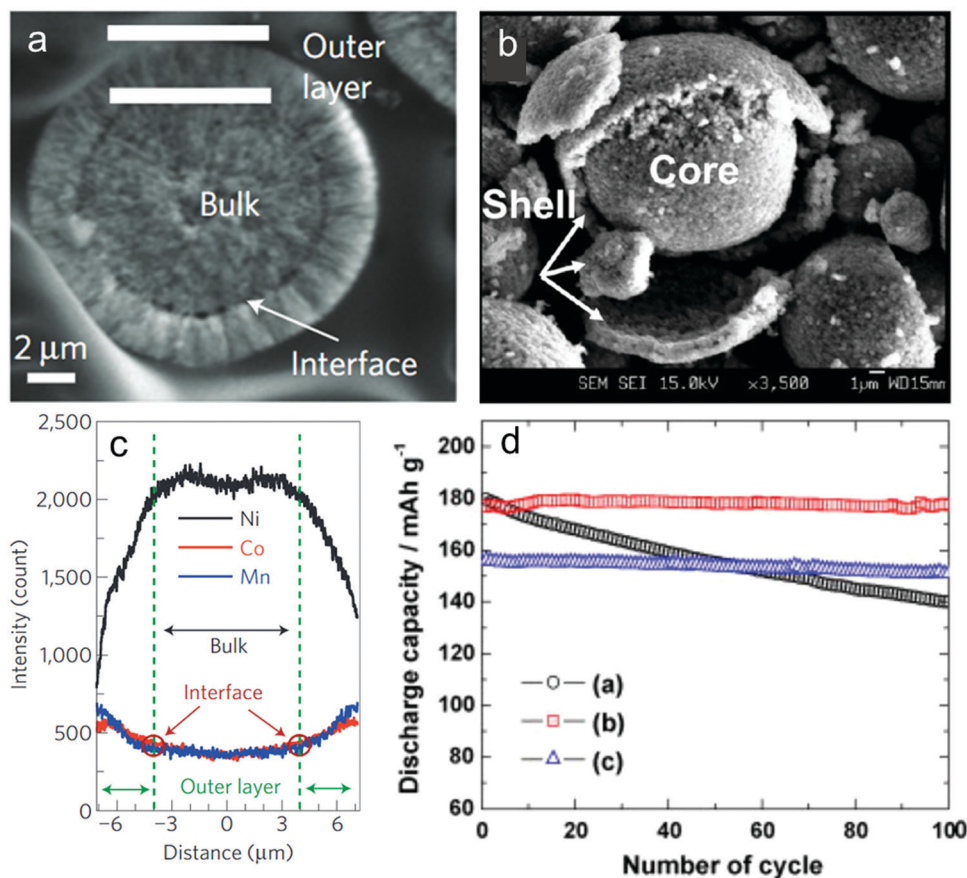 a
Outer
layer
Bulk
Interface
2 μm
b
Core
Shell
SEM SEI 15.0kV ×3,500 1μm WD15mm
c
2,500
2,000
1,500
1,000
500
0
Intensity (count)
Ni
Co
Mn
Bulk
Interface
Outer layer
−6 −3 0 3 6
Distance (μm)
d
200
180
160
140
120
100
80
60
Discharge capacity / mAh g⁻¹
(a)
(b)
(c)
0 20 40 60 80 100
Number of cycle